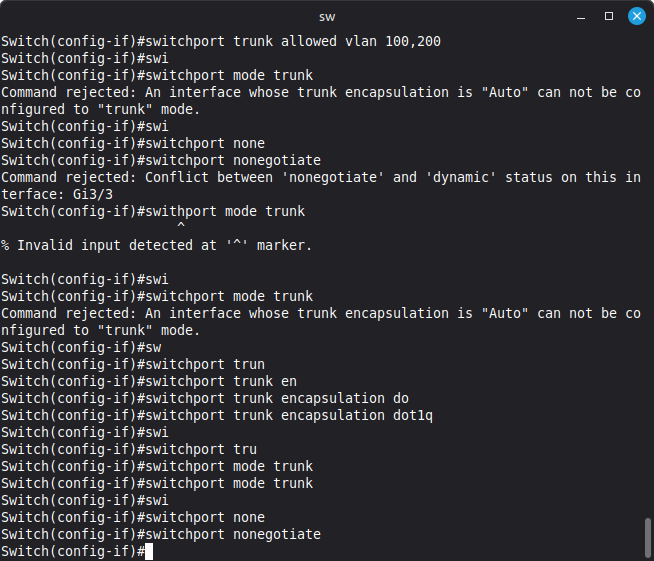 sw
Switch(config-if)#switchport trunk allowed vlan 100,200
Switch(config-if)#swi
Switch(config-if)#switchport mode trunk
Command rejected: An interface whose trunk encapsulation is "Auto" can not be co
nfigured to "trunk" mode.
Switch(config-if)#swi
Switch(config-if)#switchport none
Switch(config-if)#switchport nonegotiate
Command rejected: Conflict between 'nonegotiate' and 'dynamic' status on this in
terface: Gi3/3
Switch(config-if)#swithport mode trunk
^
% Invalid input detected at '^' marker.
Switch(config-if)#swi
Switch(config-if)#switchport mode trunk
Command rejected: An interface whose trunk encapsulation is "Auto" can not be co
nfigured to "trunk" mode.
Switch(config-if)#sw
Switch(config-if)#switchport trun
Switch(config-if)#switchport trunk en
Switch(config-if)#switchport trunk encapsulation do
Switch(config-if)#switchport trunk encapsulation dot1q
Switch(config-if)#swi
Switch(config-if)#switchport tru
Switch(config-if)#switchport mode trunk
Switch(config-if)#switchport mode trunk
Switch(config-if)#swi
Switch(config-if)#switchport none
Switch(config-if)#switchport nonegotiate
Switch(config-if)#